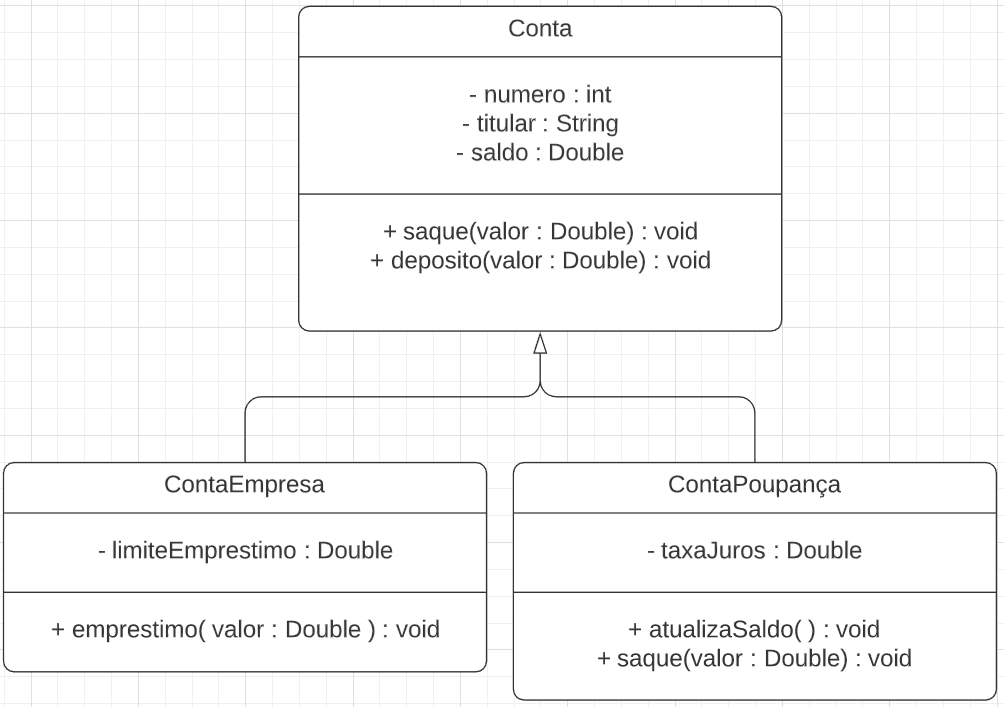 Conta
- numero : int
- titular : String
- saldo : Double
+ saque(valor : Double) : void
+ deposito(valor : Double) : void
ContaEmpresa
- limiteEmprestimo : Double
+ emprestimo( valor : Double ) : void
ContaPoupança
- taxaJuros : Double
+ atualizaSaldo( ) : void
+ saque(valor : Double) : void